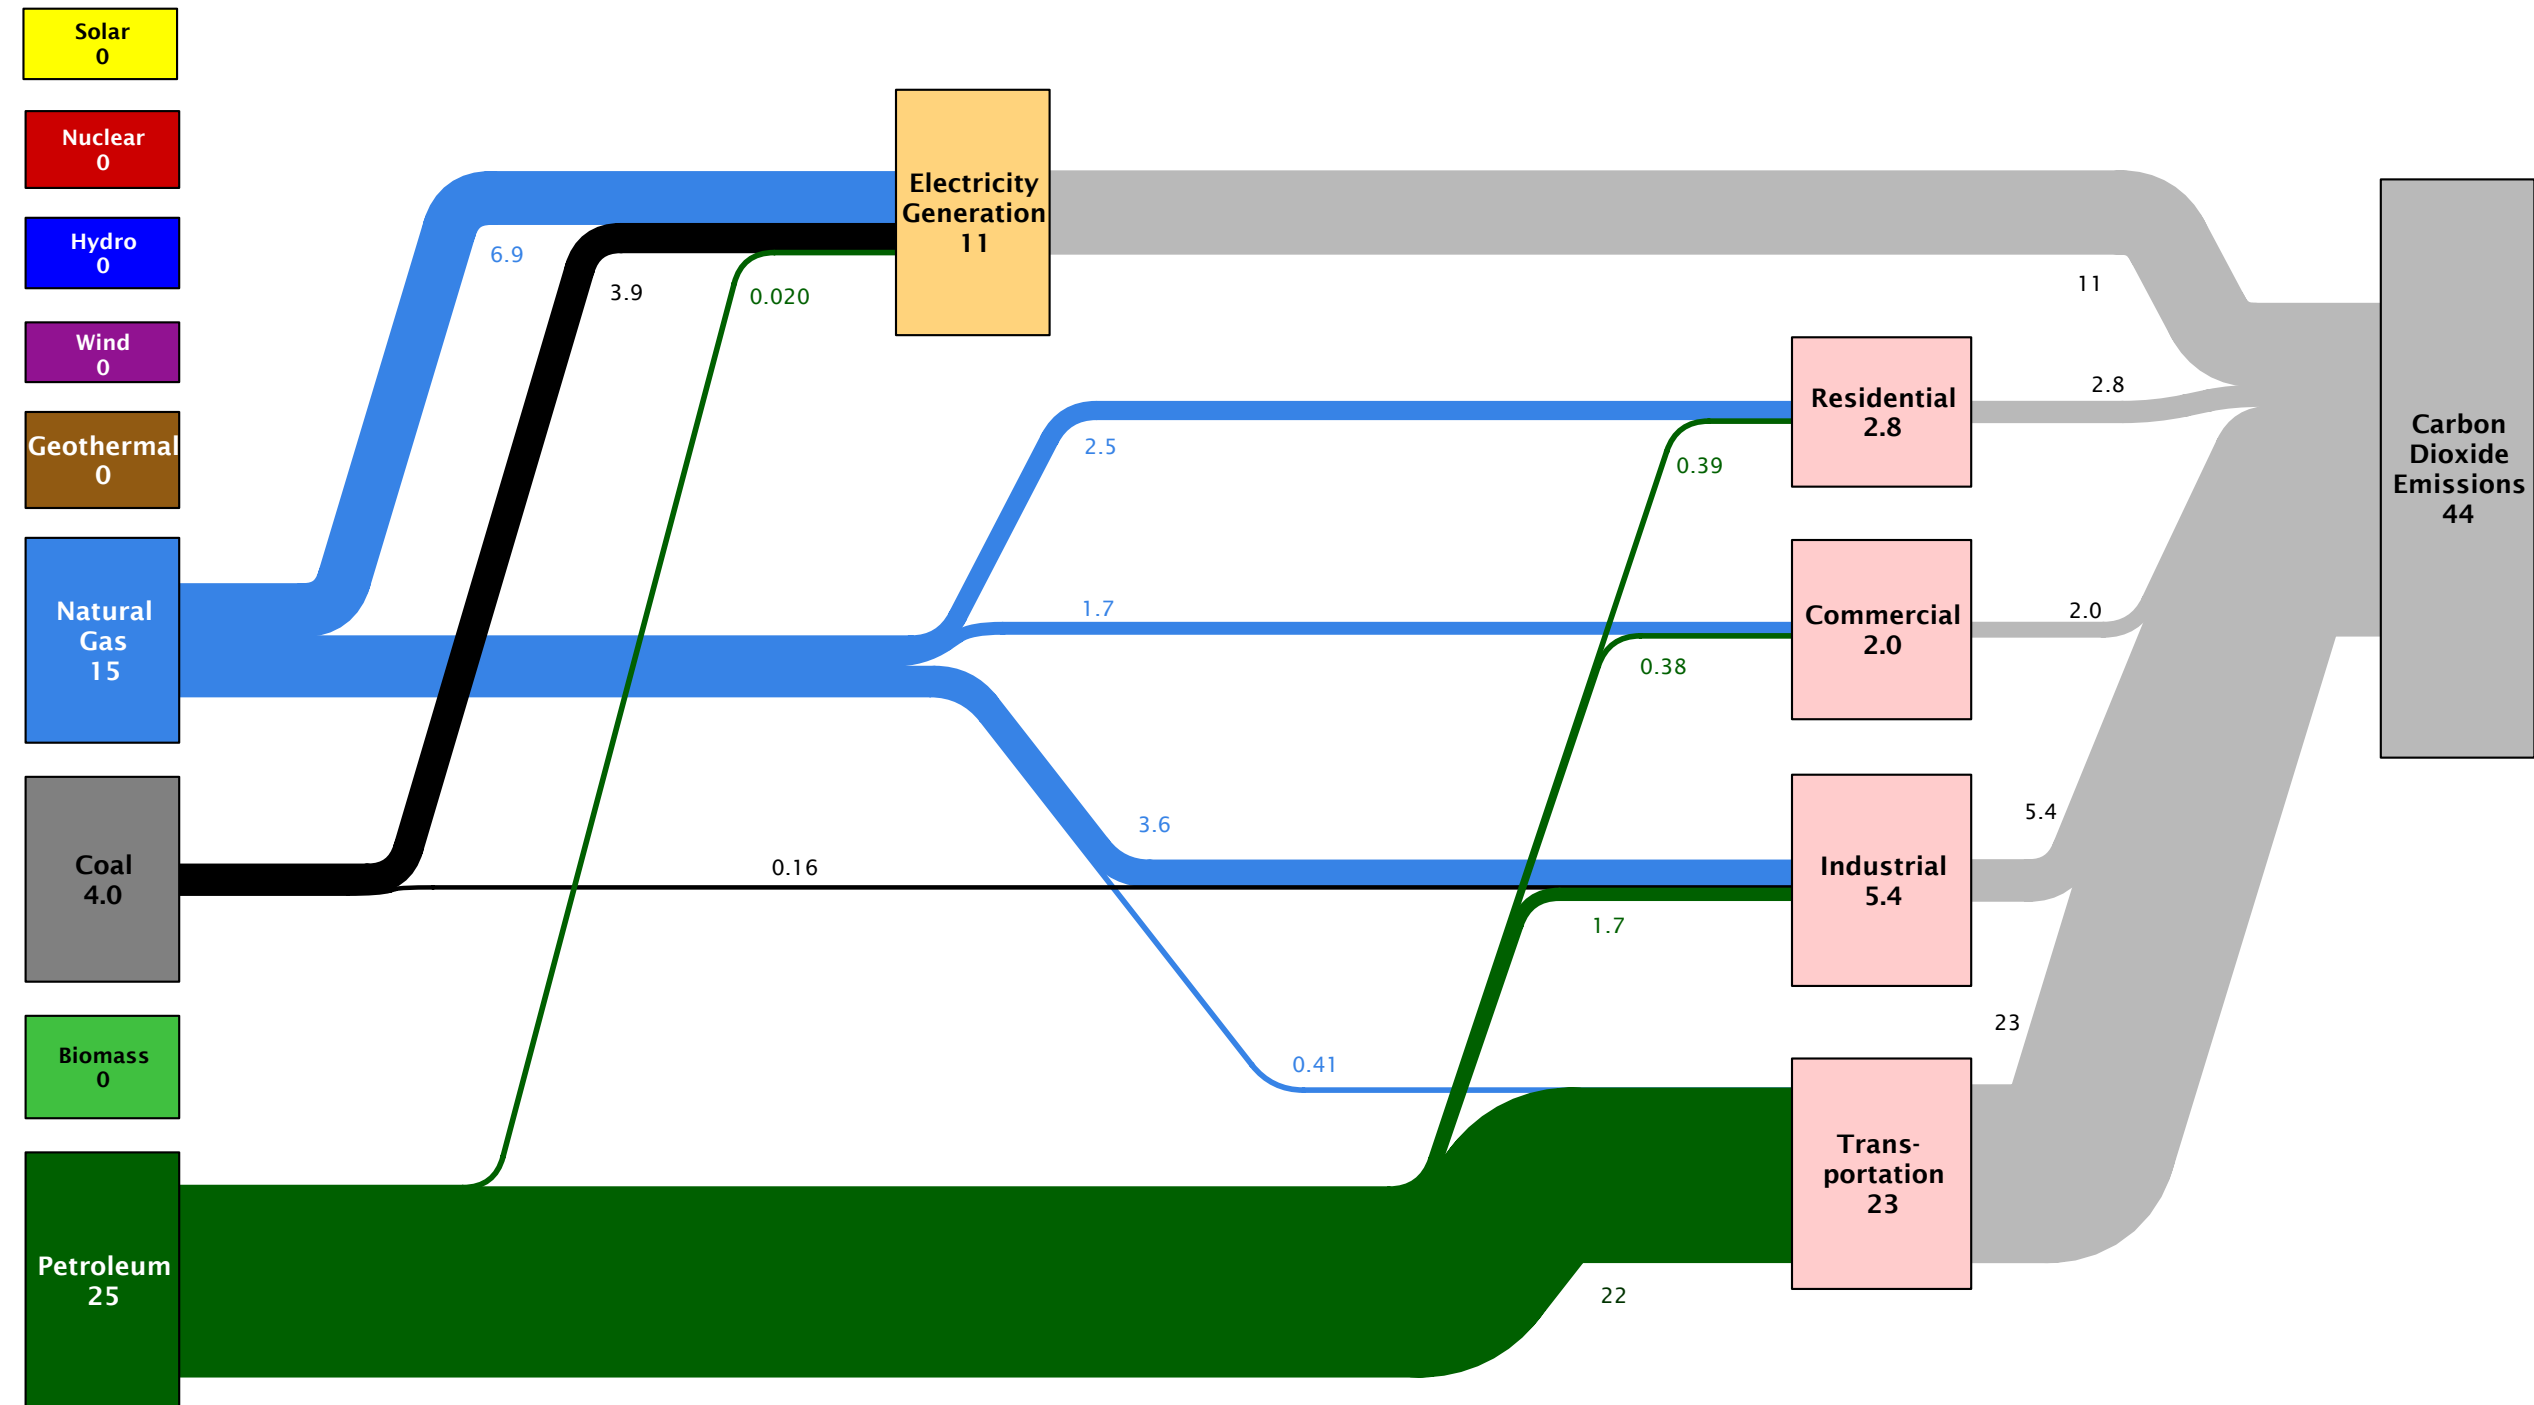 Solar
0
Nuclear
0
Hydro
0
Wind
0
Geothermal
0
Natural
Gas
15
Coal
4.0
Biomass
0
Petroleum
25
6.9
3.9
0.020
Electricity
Generation
11
2.5
1.7
3.6
0.16
0.41
0.39
0.38
1.7
22
Residential
2.8
Commercial
2.0
Industrial
5.4
Trans-
portation
23
11
2.8
2.0
5.4
23
Carbon
Dioxide
Emissions
44